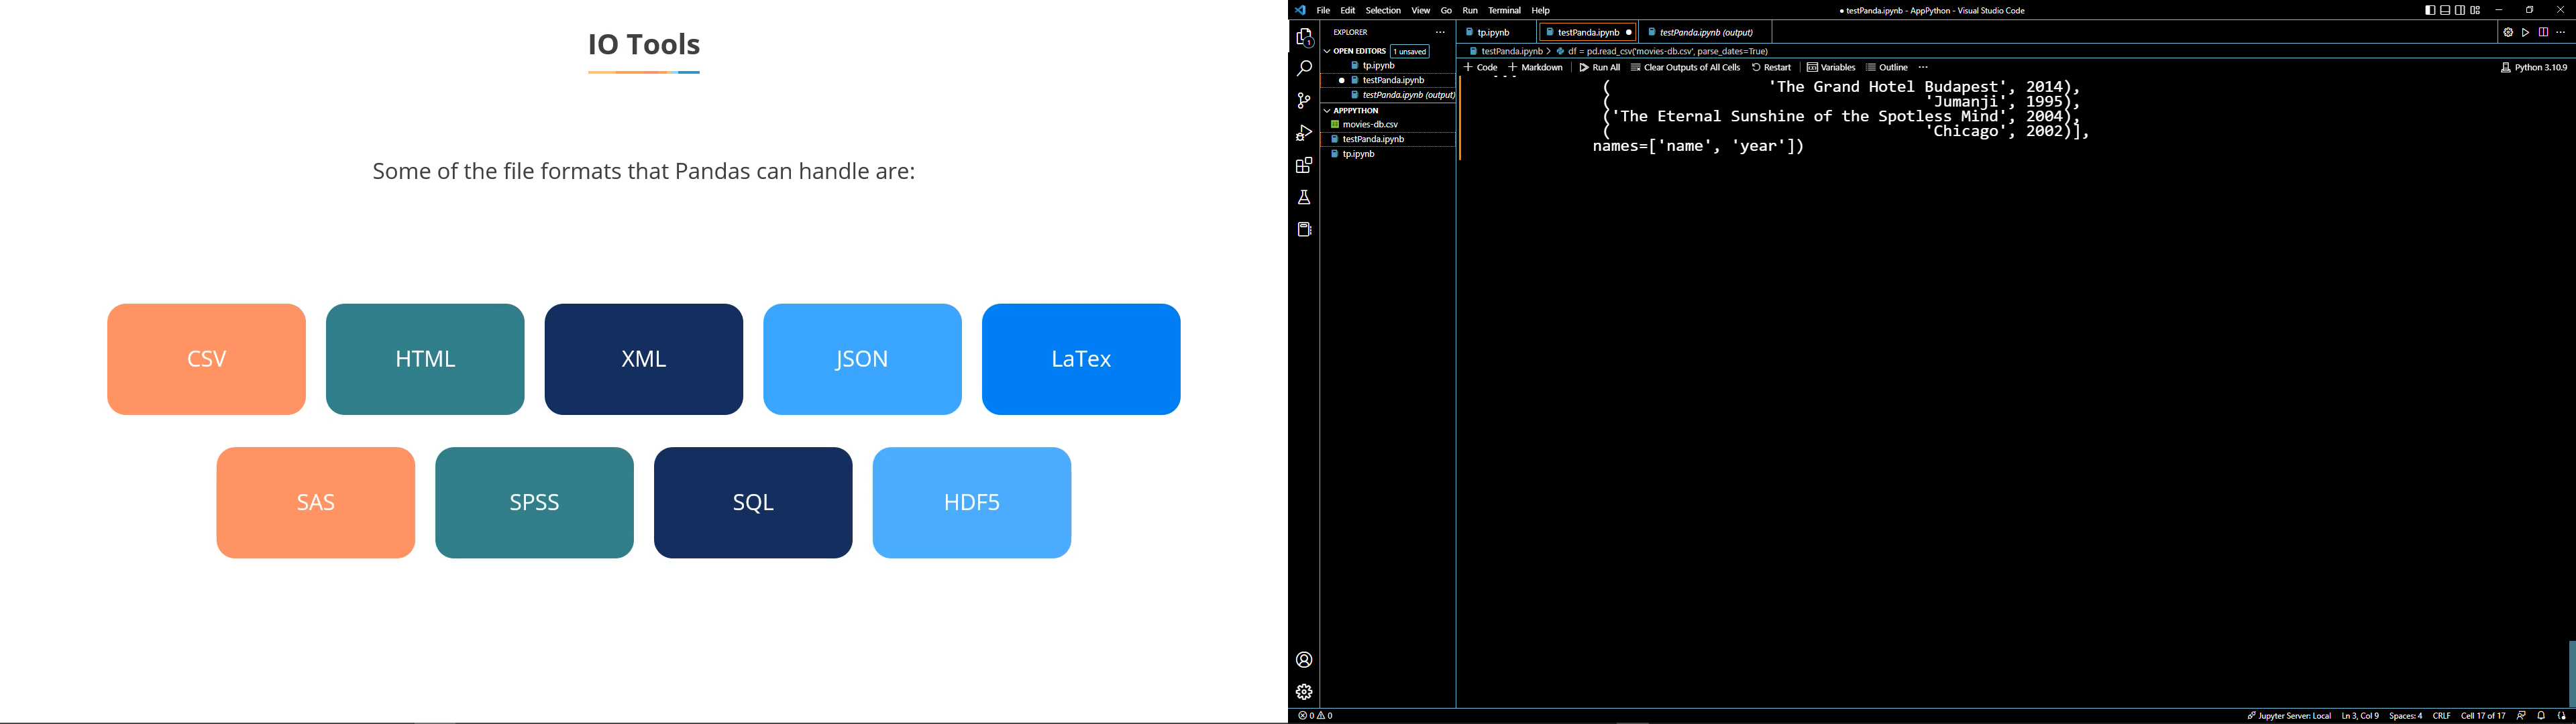 IO Tools
Some of the file formats that Pandas can handle are:
CSV
HTML
XML
JSON
LaTex
SAS
SPSS
SQL
HDF5
File Edit Selection View Go Run Terminal Help
● testPanda.ipynb - AppPython - Visual Studio Code
EXPLORER
OPEN EDITORS 1 unsaved
tp.ipynb
testPanda.ipynb
testPanda.ipynb (output)
APPPYTHON
movies-db.csv
testPanda.ipynb
tp.ipynb
tp.ipynb testPanda.ipynb ● testPanda.ipynb (output)
testPanda.ipynb > df = pd.read_csv('movies-db.csv', parse_dates=True)
+ Code + Markdown Run All Clear Outputs of All Cells Restart Variables Outline ··· Python 3.10.9
( 'The Grand Hotel Budapest', 2014),
( 'Jumanji', 1995),
('The Eternal Sunshine of the Spotless Mind', 2004),
( 'Chicago', 2002)],
names=['name', 'year'])
1
0 0
Jupyter Server: Local Ln 3, Col 9 Spaces: 4 CRLF Cell 17 of 17